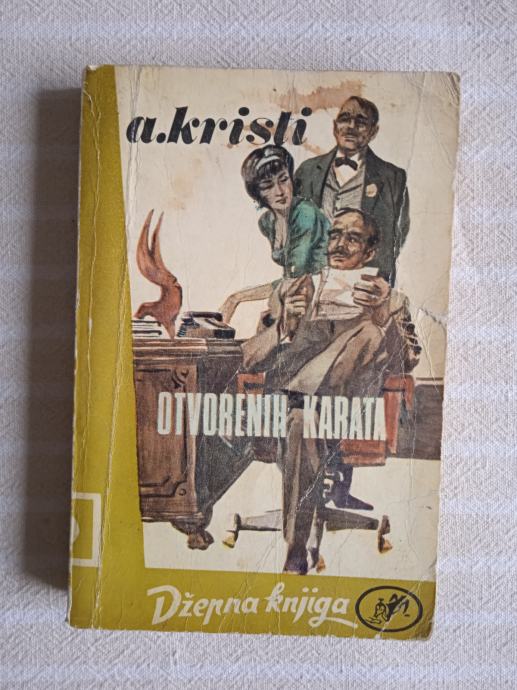 a.kristi
OTVORENIH KARATA
Džepna knjiga